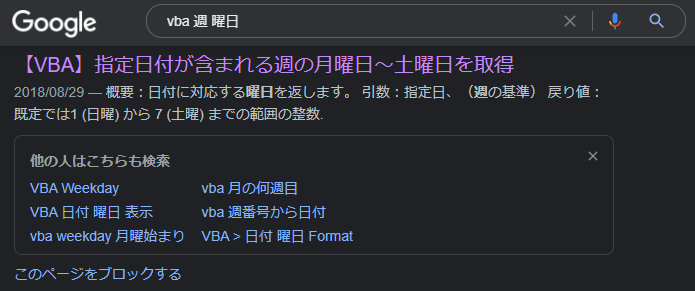 Google
vba 週 曜日
【VBA】指定日付が含まれる週の月曜日～土曜日を取得
2018/08/29 — 概要：日付に対応する曜日を返します。 引数：指定日、（週の基準） 戻り値：
既定では1 (日曜) から 7 (土曜) までの範囲の整数.
他の人はこちらも検索
VBA Weekday
vba 月の何週目
VBA 日付 曜日 表示
vba 週番号から日付
vba weekday 月曜始まり
VBA > 日付 曜日 Format
このページをブロックする